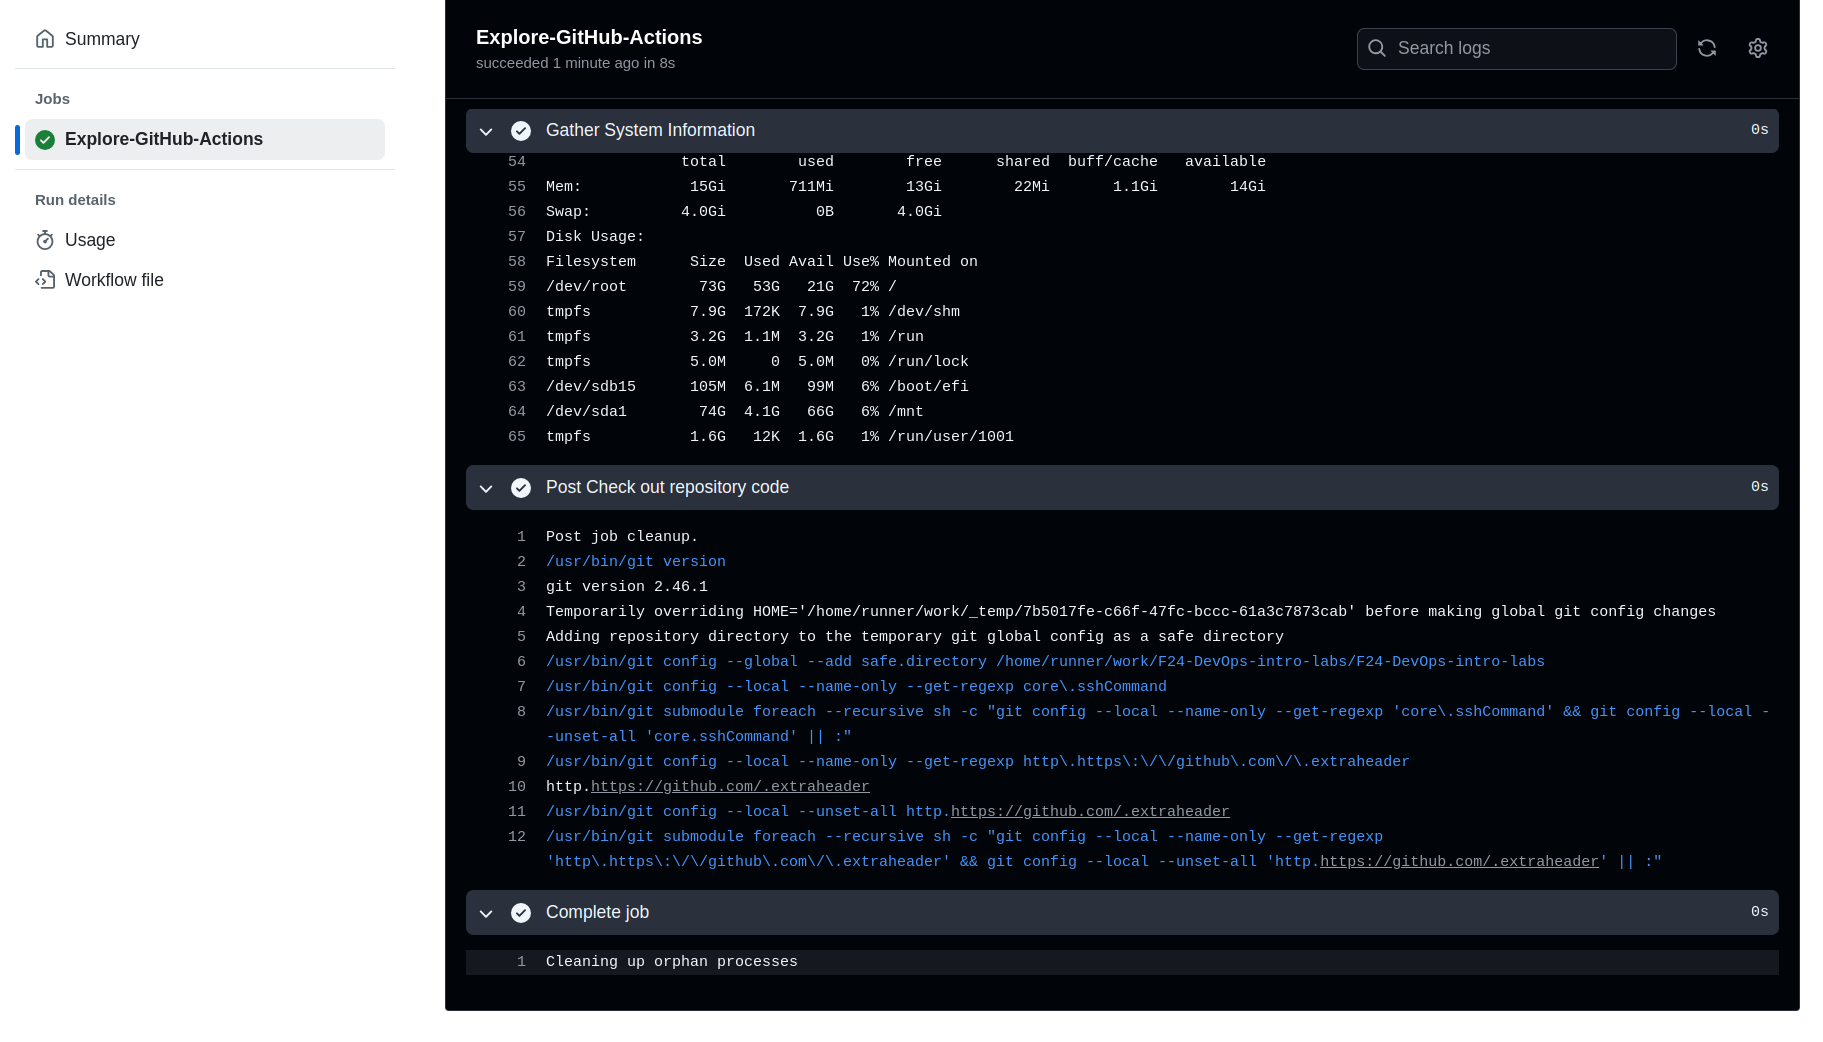 Summary
Jobs
Explore-GitHub-Actions
Run details
Usage
Workflow file
Explore-GitHub-Actions
succeeded 1 minute ago in 8s
Search logs
Gather System Information 0s
54 total used free shared buff/cache available
55 Mem: 15Gi 711Mi 13Gi 22Mi 1.1Gi 14Gi
56 Swap: 4.0Gi 0B 4.0Gi
57 Disk Usage:
58 Filesystem Size Used Avail Use% Mounted on
59 /dev/root 73G 53G 21G 72% /
60 tmpfs 7.9G 172K 7.9G 1% /dev/shm
61 tmpfs 3.2G 1.1M 3.2G 1% /run
62 tmpfs 5.0M 0 5.0M 0% /run/lock
63 /dev/sdb15 105M 6.1M 99M 6% /boot/efi
64 /dev/sda1 74G 4.1G 66G 6% /mnt
65 tmpfs 1.6G 12K 1.6G 1% /run/user/1001
Post Check out repository code 0s
1 Post job cleanup.
2 /usr/bin/git version
3 git version 2.46.1
4 Temporarily overriding HOME='/home/runner/work/_temp/7b5017fe-c66f-47fc-bccc-61a3c7873cab' before making global git config changes
5 Adding repository directory to the temporary git global config as a safe directory
6 /usr/bin/git config --global --add safe.directory /home/runner/work/F24-DevOps-intro-labs/F24-DevOps-intro-labs
7 /usr/bin/git config --local --name-only --get-regexp core\.sshCommand
8 /usr/bin/git submodule foreach --recursive sh -c "git config --local --name-only --get-regexp 'core\.sshCommand' && git config --local -
-unset-all 'core.sshCommand' || :"
9 /usr/bin/git config --local --name-only --get-regexp http\.https\:\/\/github\.com\/\.extraheader
10 http.https://github.com/.extraheader
11 /usr/bin/git config --local --unset-all http.https://github.com/.extraheader
12 /usr/bin/git submodule foreach --recursive sh -c "git config --local --name-only --get-regexp
'http\.https\:\/\/github\.com\/\.extraheader' && git config --local --unset-all 'http.https://github.com/.extraheader' || :"
Complete job 0s
1 Cleaning up orphan processes